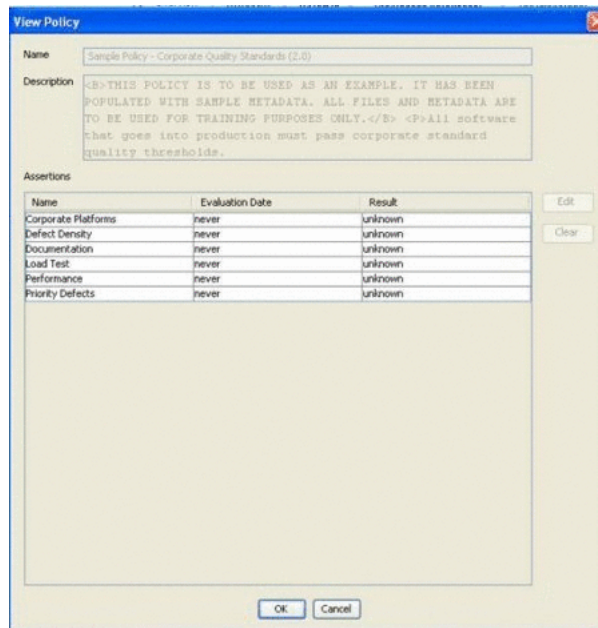 View Policy
Name Sample Policy - Corporate Quality Standards (2.0)
Description <B>THIS POLICY IS TO BE USED AS AN EXAMPLE. IT HAS BEEN
POPULATED WITH SAMPLE METADATA. ALL FILES AND METADATA ARE
TO BE USED FOR TRAINING PURPOSES ONLY.</B> <P>All software
that goes into production must pass corporate standard
quality thresholds.
Assertions
Name Evaluation Date Result Edit
Corporate Platforms never unknown
Defect Density never unknown Clear
Documentation never unknown
Load Test never unknown
Performance never unknown
Priority Defects never unknown
OK Cancel